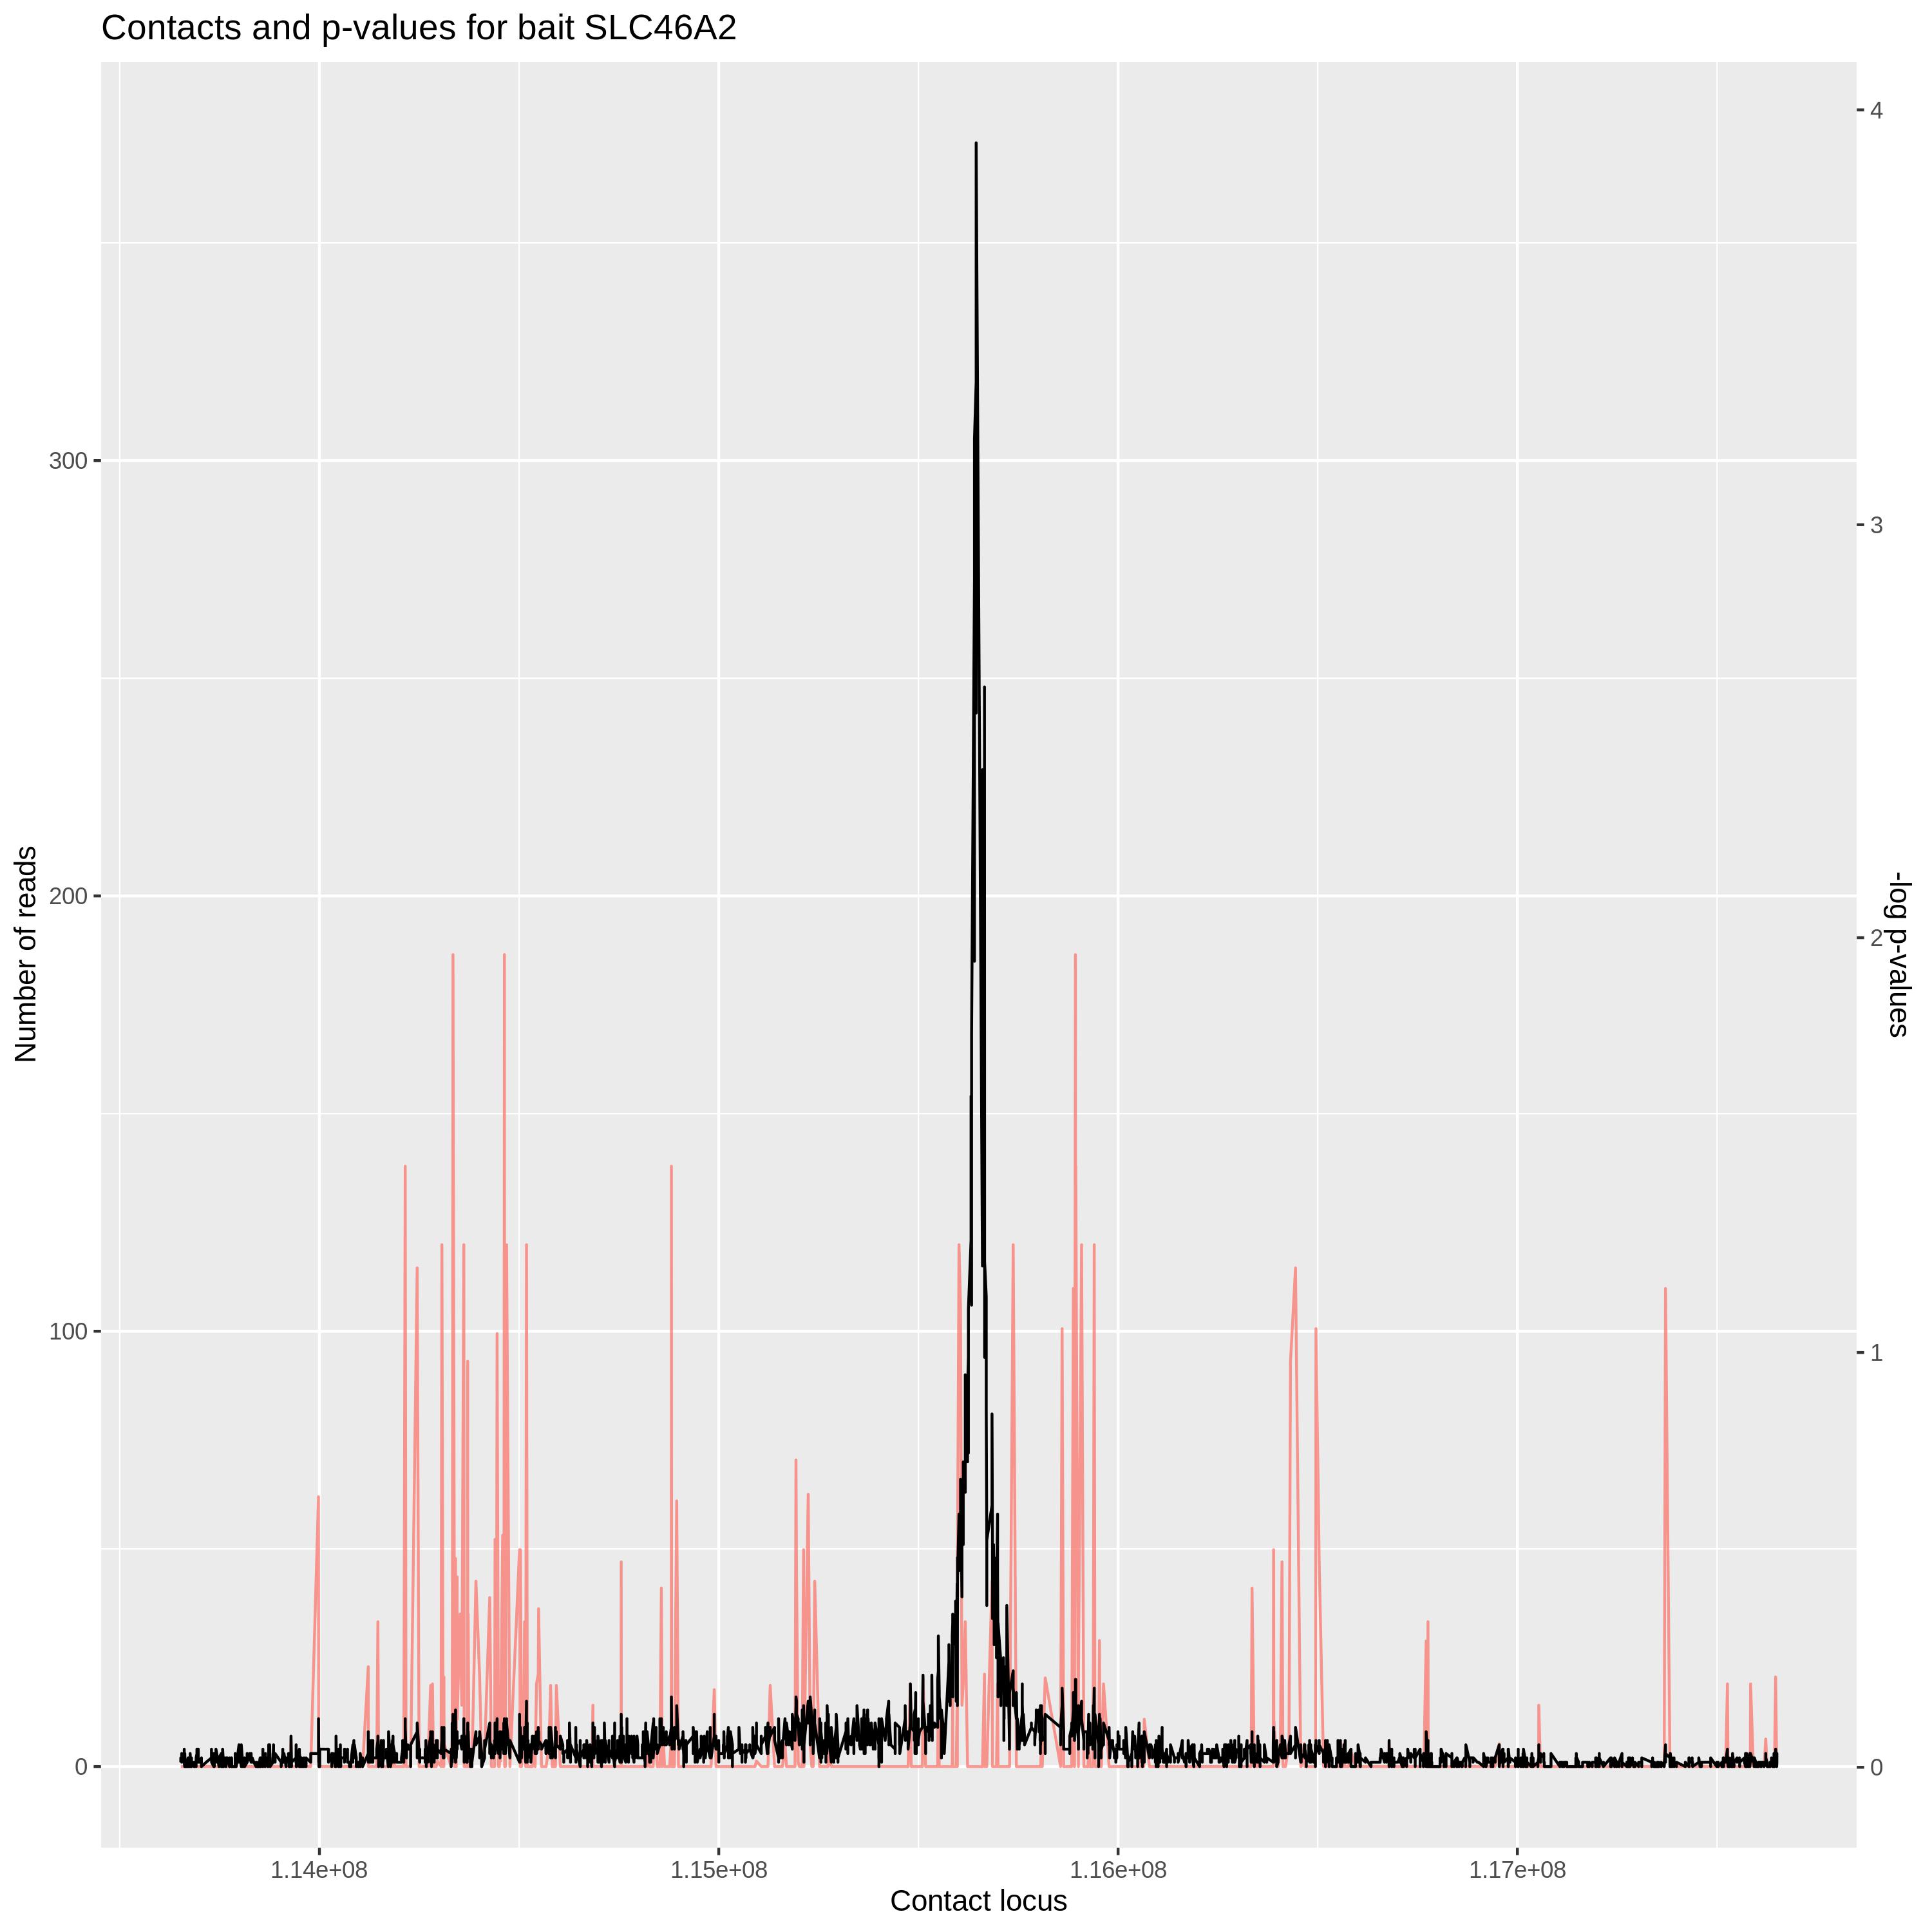 Contacts and p-values for bait SLC46A2
Number of reads
300
200
100
0
4
3
2
1
0
-log p-values
1.14e+08 1.15e+08 1.16e+08 1.17e+08
Contact locus